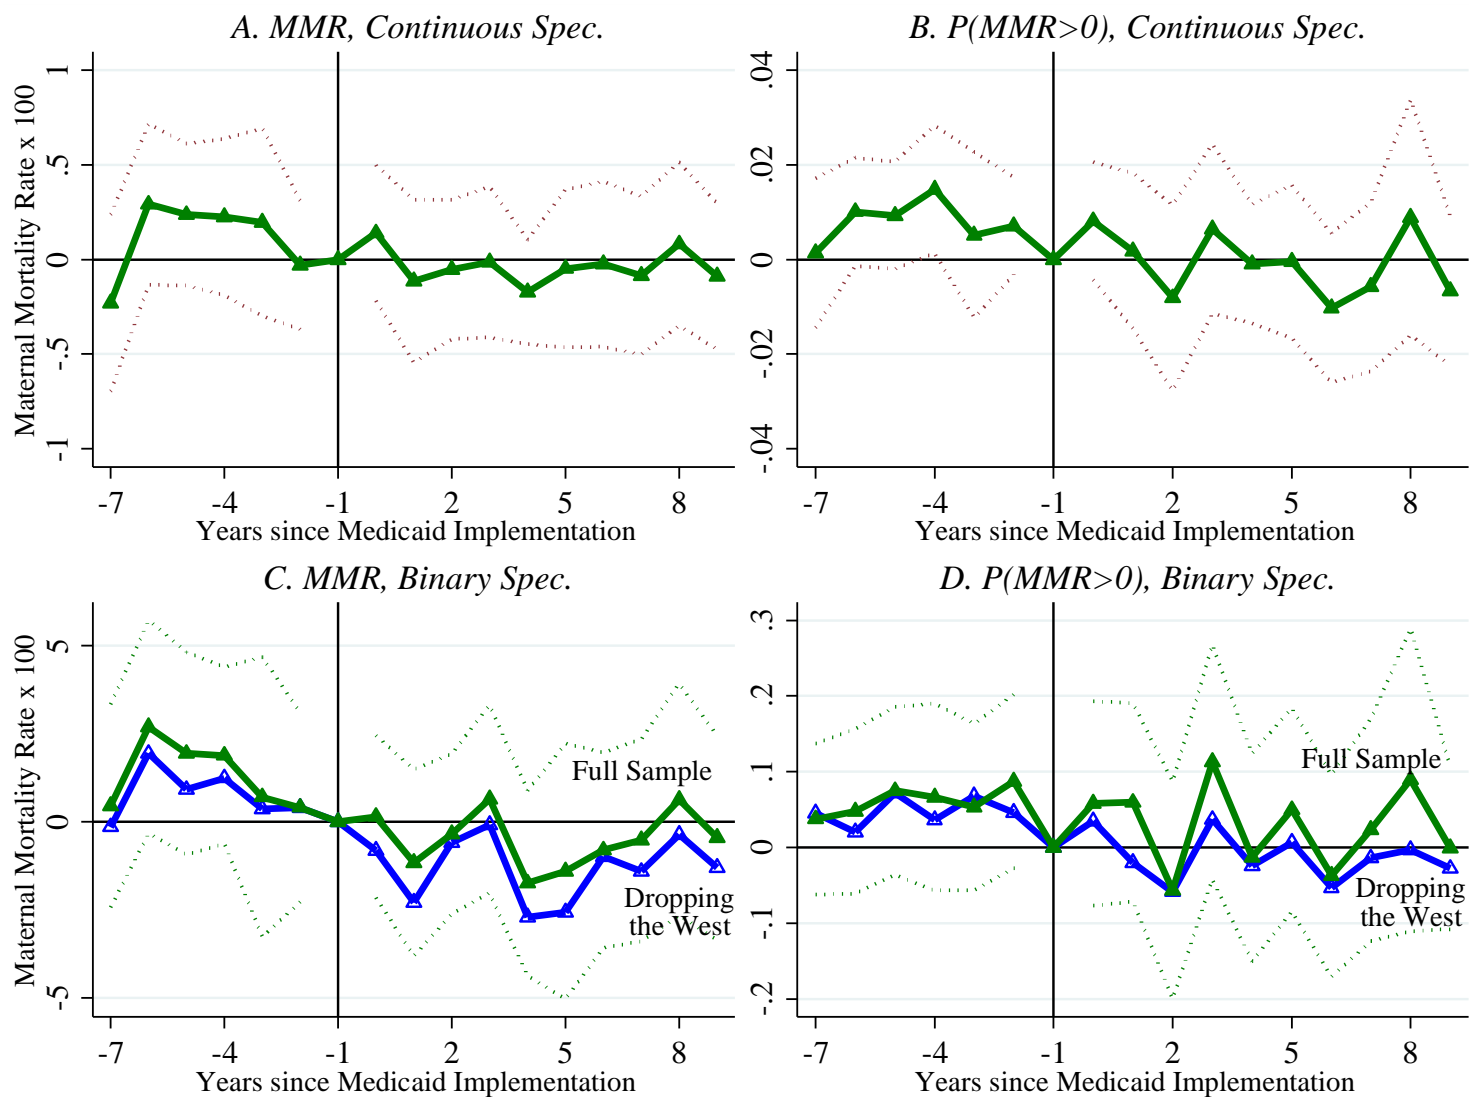 A. MMR, Continuous Spec.
Maternal Mortality Rate x 100
1
.5
0
-.5
-1
-7 -4 -1 2 5 8
Years since Medicaid Implementation
B. P(MMR>0), Continuous Spec.
.04
.02
0
-.02
-.04
-7 -4 -1 2 5 8
Years since Medicaid Implementation
C. MMR, Binary Spec.
Maternal Mortality Rate x 100
5
0
-5
Full Sample
Dropping
the West
-7 -4 -1 2 5 8
Years since Medicaid Implementation
D. P(MMR>0), Binary Spec.
.3
.2
.1
0
-.1
-.2
Full Sample
Dropping
the West
-7 -4 -1 2 5 8
Years since Medicaid Implementation